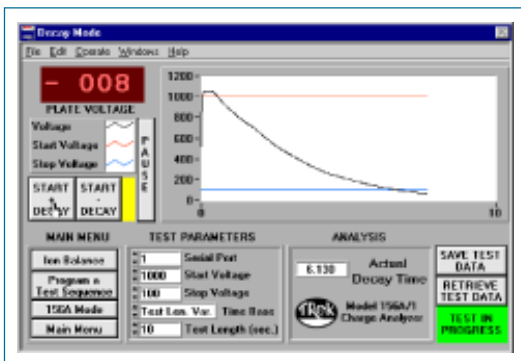 Decay Mode
File Edit Operate Windows Help
- 008
PLATE VOLTAGE
Voltage
Start Voltage
Stop Voltage
PAUSE
START + DECAY
START - DECAY
1200
1000
800
600
400
200
0
0 10
MAIN MENU
Ion Balance
Program a Test Sequence
156A Mode
Main Menu
TEST PARAMETERS
1 Serial Port
1000 Start Voltage
100 Stop Voltage
Test Len. Var. Time Base
10 Test Length (sec.)
ANALYSIS
6.130 Actual Decay Time
TREK Model 156A/1 Charge Analyzer
SAVE TEST DATA
RETRIEVE TEST DATA
TEST IN PROGRESS